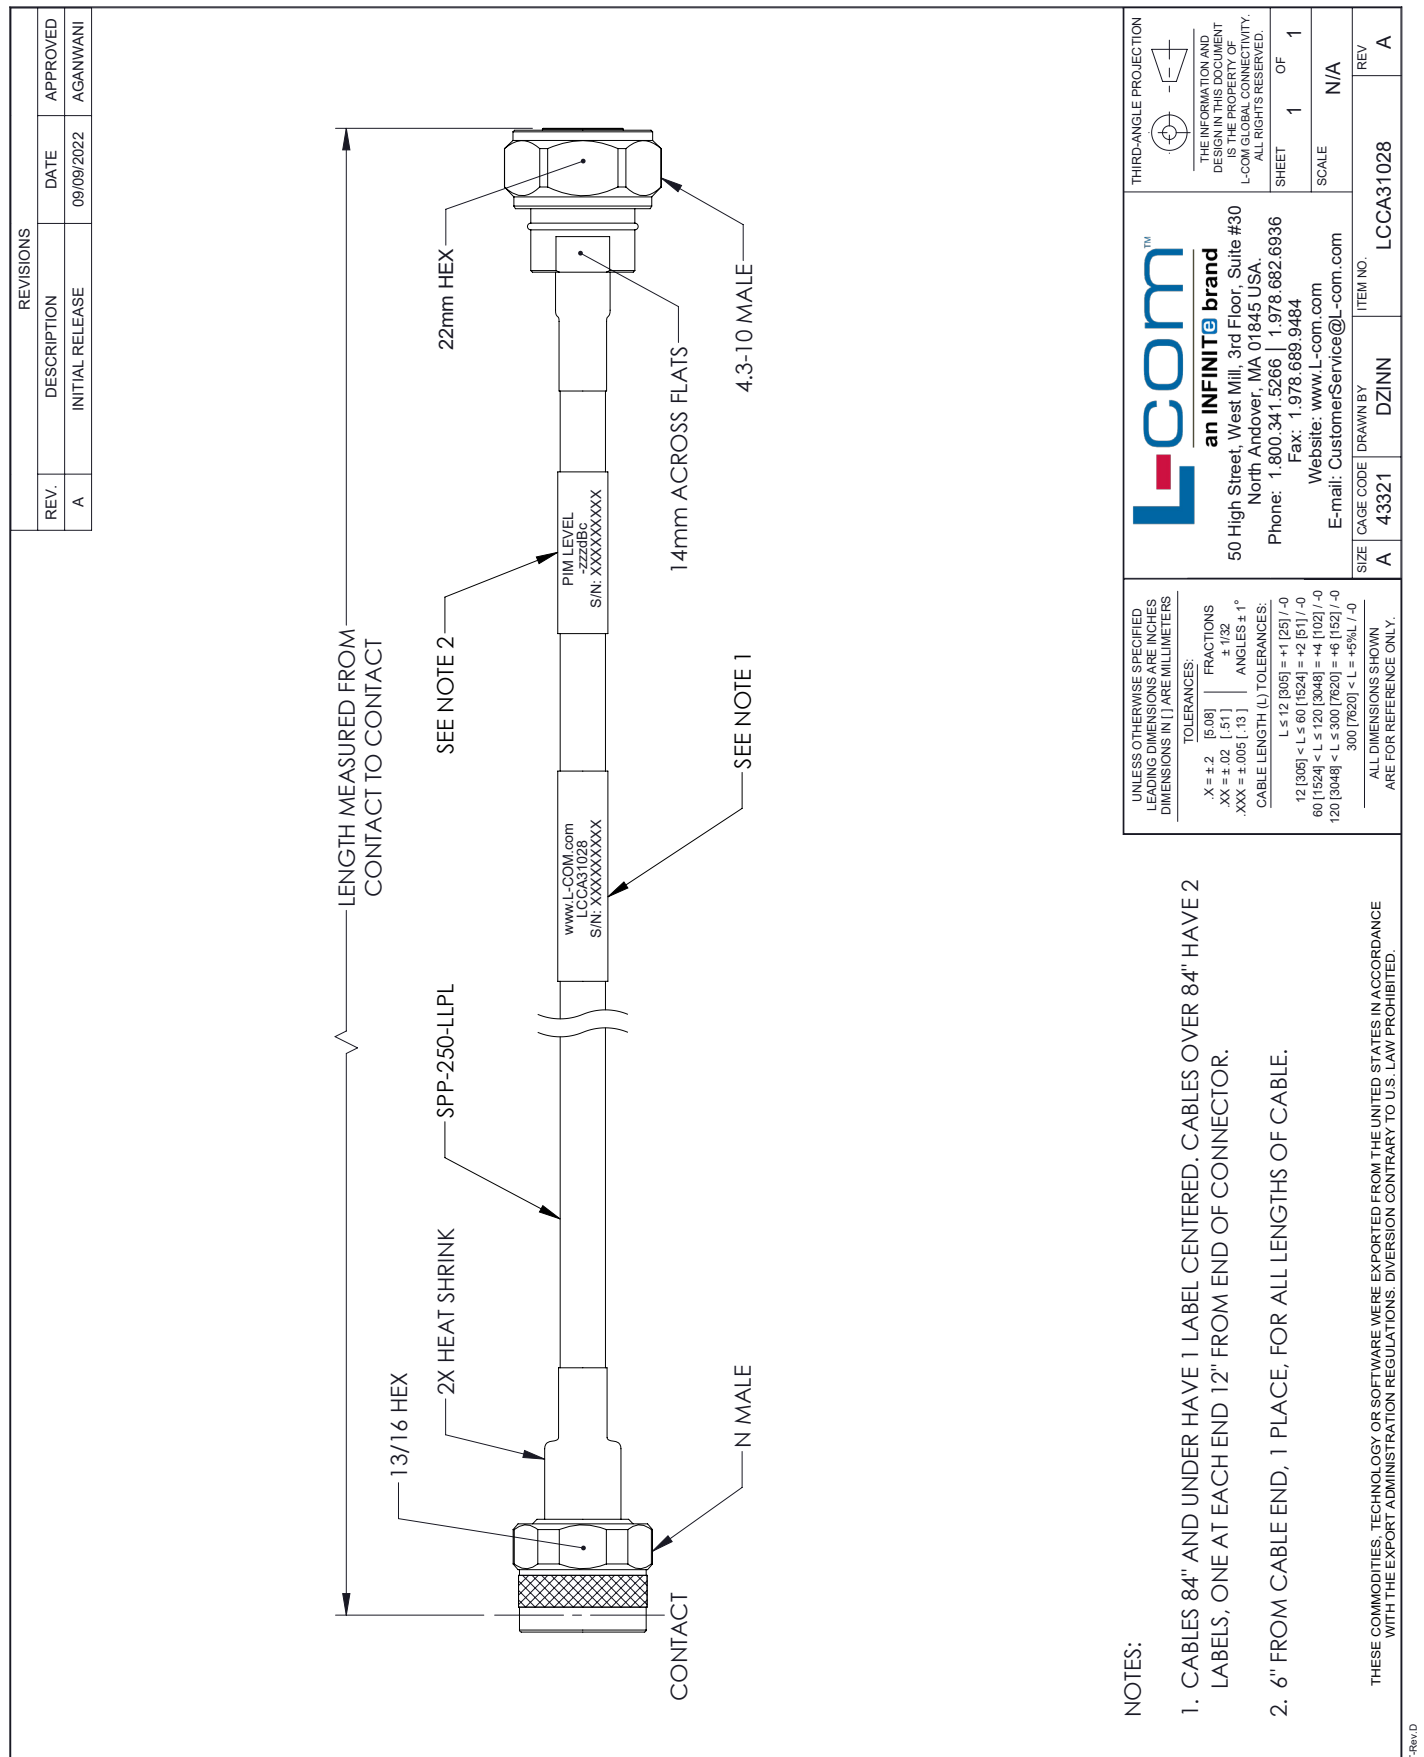 REVISIONS
REV. DESCRIPTION DATE APPROVED
A INITIAL RELEASE 09/09/2022 AGANWANI
LENGTH MEASURED FROM
CONTACT TO CONTACT
13/16 HEX
2X HEAT SHRINK
SPP-250-LLPL
SEE NOTE 2
22mm HEX
www.L-COM.com
LCCA31028
S/N: XXXXXXXXX
PIM LEVEL
-zzzdBc
S/N: XXXXXXXXX
CONTACT
N MALE
SEE NOTE 1
14mm ACROSS FLATS
4.3-10 MALE
NOTES:
1. CABLES 84" AND UNDER HAVE 1 LABEL CENTERED. CABLES OVER 84" HAVE 2
LABELS, ONE AT EACH END 12" FROM END OF CONNECTOR.
2. 6" FROM CABLE END, 1 PLACE, FOR ALL LENGTHS OF CABLE.
THESE COMMODITIES, TECHNOLOGY OR SOFTWARE WERE EXPORTED FROM THE UNITED STATES IN ACCORDANCE
WITH THE EXPORT ADMINISTRATION REGULATIONS. DIVERSION CONTRARY TO U.S. LAW PROHIBITED.
UNLESS OTHERWISE SPECIFIED
LEADING DIMENSIONS ARE INCHES
DIMENSIONS IN [ ] ARE MILLIMETERS
TOLERANCES:
.X = ±.2 [5.08] FRACTIONS
.XX = ±.02 [.51] ± 1/32
.XXX = ±.005 [.13] ANGLES ± 1°
CABLE LENGTH (L) TOLERANCES:
L ≤ 12 [305] = +1 [25] / -0
12 [305] < L ≤ 60 [1524] = +2 [51] / -0
60 [1524] < L ≤ 120 [3048] = +4 [102] / -0
120 [3048] < L ≤ 300 [7620] = +6 [152] / -0
300 [7620] < L = +5%L / -0
ALL DIMENSIONS SHOWN
ARE FOR REFERENCE ONLY.
L-com™
an INFINITe brand
50 High Street, West Mill, 3rd Floor, Suite #30
North Andover, MA 01845 USA.
Phone: 1.800.341.5266 | 1.978.682.6936
Fax: 1.978.689.9484
Website: www.L-com.com
E-mail: CustomerService@L-com.com
THIRD-ANGLE PROJECTION
THE INFORMATION AND
DESIGN IN THIS DOCUMENT
IS THE PROPERTY OF
L-COM GLOBAL CONNECTIVITY.
ALL RIGHTS RESERVED.
SHEET 1 OF 1
SCALE N/A
SIZE A
CAGE CODE 43321
DRAWN BY DZINN
ITEM NO. LCCA31028
REV A
Rev.D